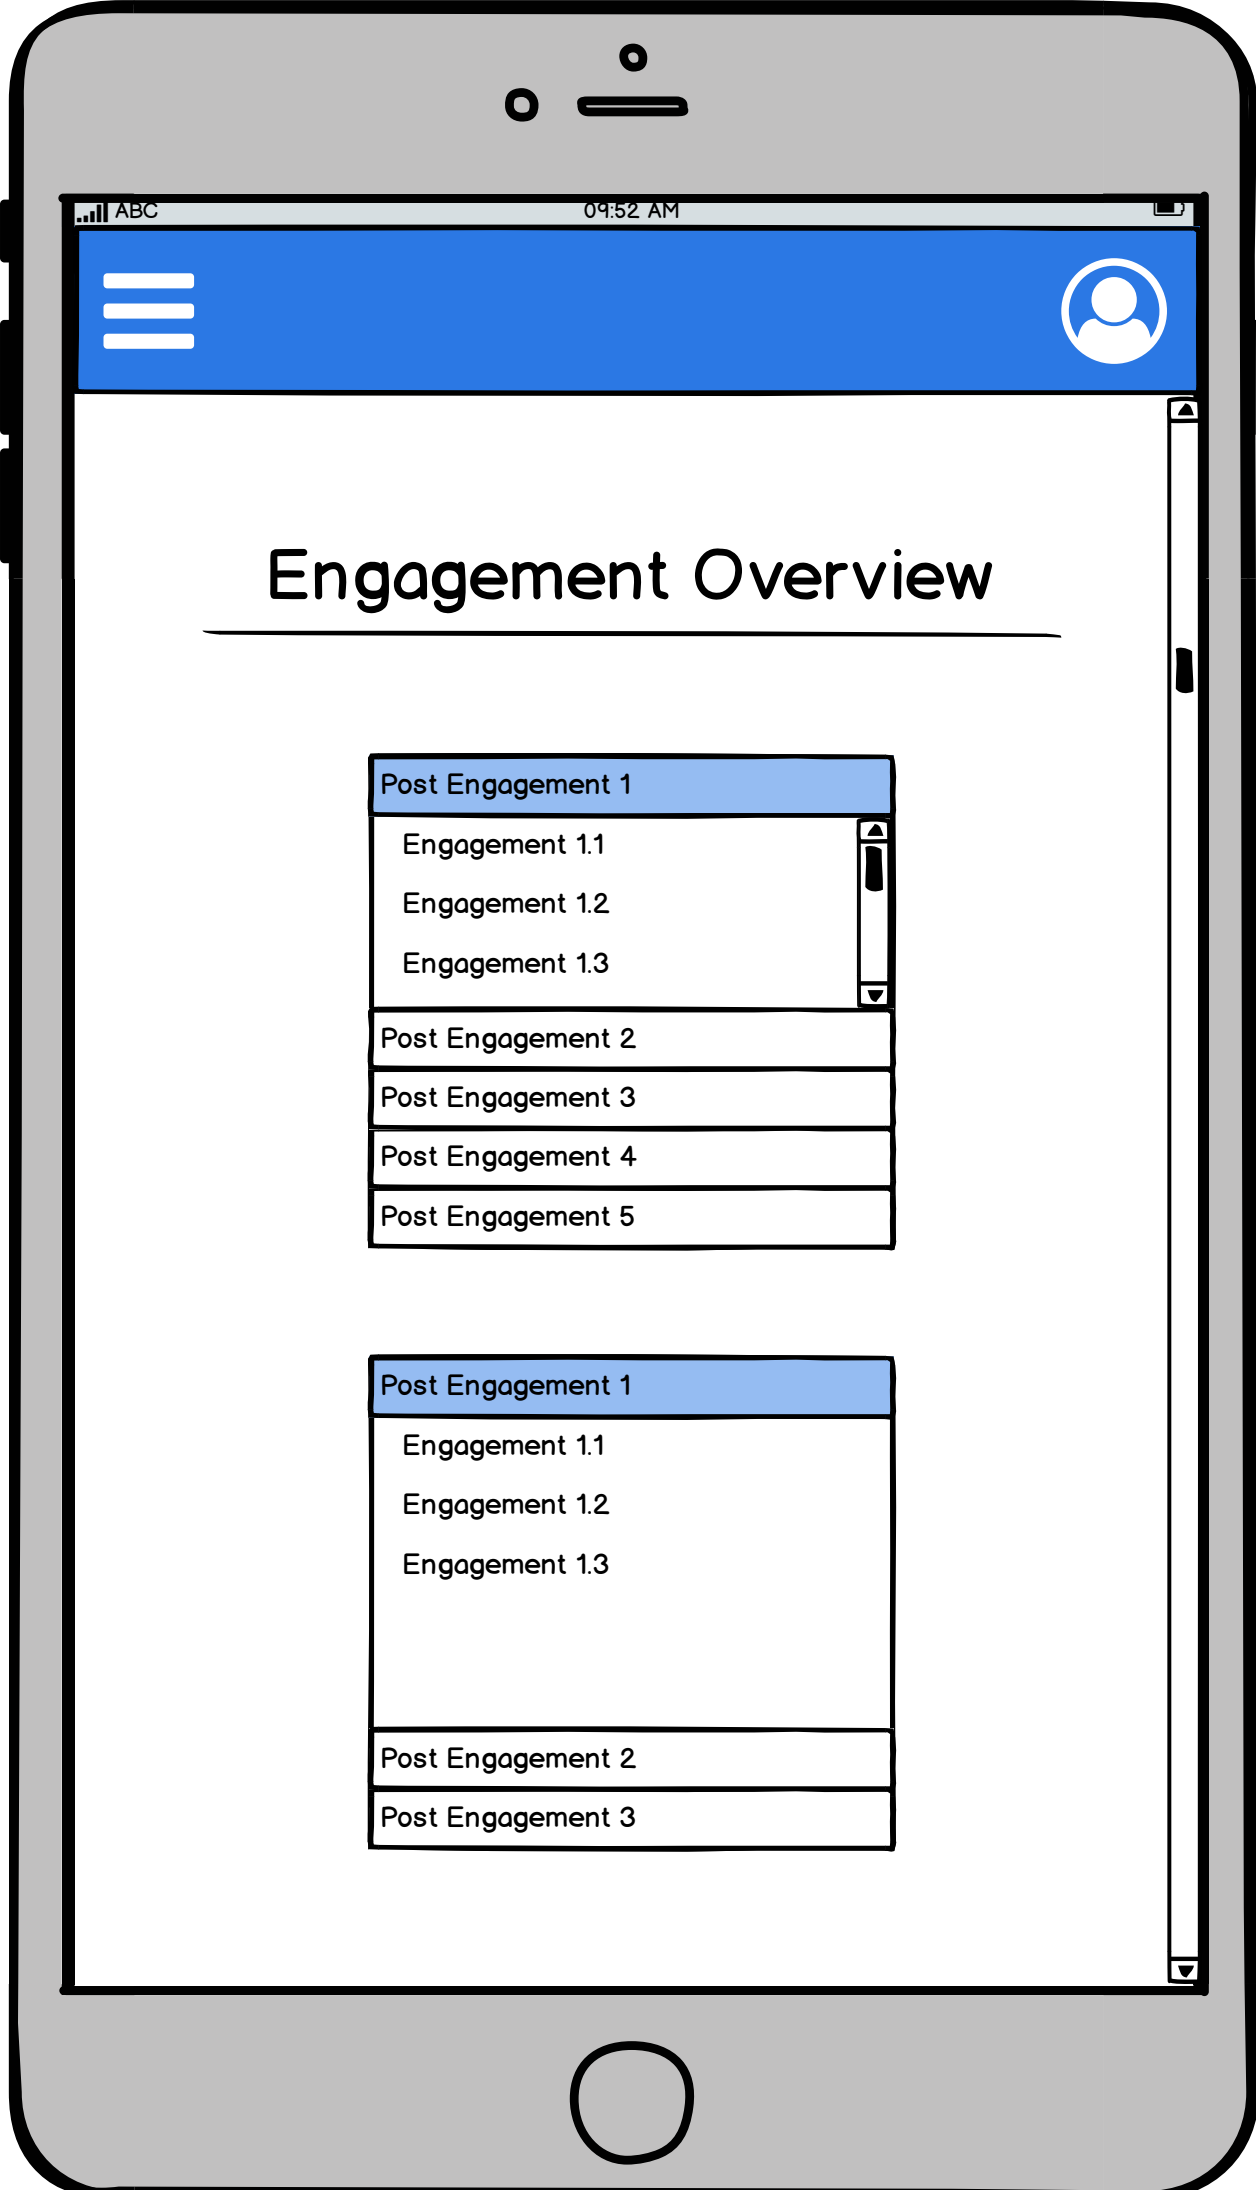 ABC 09:52 AM
Engagement Overview
Post Engagement 1
Engagement 1.1
Engagement 1.2
Engagement 1.3
Post Engagement 2
Post Engagement 3
Post Engagement 4
Post Engagement 5
Post Engagement 1
Engagement 1.1
Engagement 1.2
Engagement 1.3
Post Engagement 2
Post Engagement 3